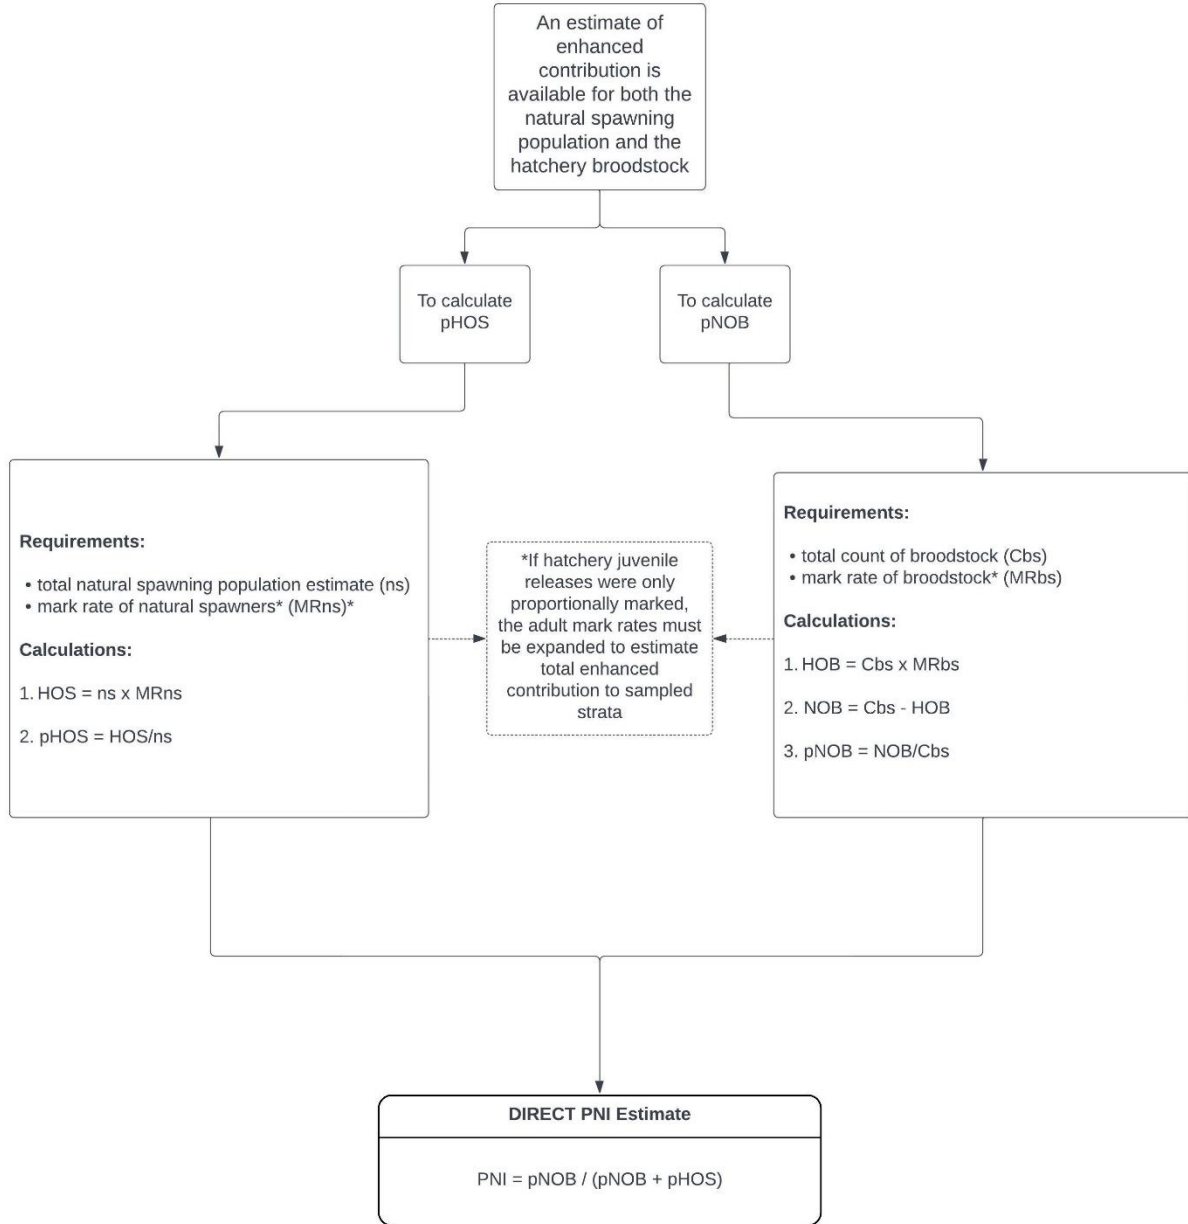 An estimate of
enhanced
contribution is
available for both the
natural spawning
population and the
hatchery broodstock
To calculate
pHOS
To calculate
pNOB
Requirements:
• total natural spawning population estimate (ns)
• mark rate of natural spawners* (MRns)*
Calculations:
1. HOS = ns x MRns
2. pHOS = HOS/ns
*If hatchery juvenile
releases were only
proportionally marked,
the adult mark rates must
be expanded to estimate
total enhanced
contribution to sampled
strata
Requirements:
• total count of broodstock (Cbs)
• mark rate of broodstock* (MRbs)
Calculations:
1. HOB = Cbs x MRbs
2. NOB = Cbs - HOB
3. pNOB = NOB/Cbs
DIRECT PNI Estimate
PNI = pNOB / (pNOB + pHOS)